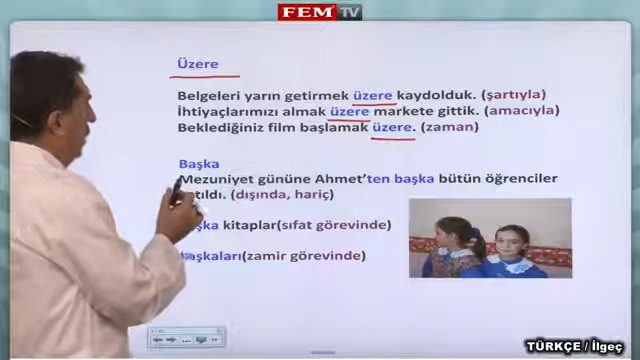 FEM TV
Üzere
Belgeleri yarın getirmek üzere kaydolduk. (şartıyla)
İhtiyaçlarımızı almak üzere markete gittik. (amacıyla)
Beklediğiniz film başlamak üzere. (zaman)
Başka
Mezuniyet gününe Ahmet'ten başka bütün öğrenciler
(dışında, hariç)
kitaplar(sıfat görevinde)
başkaları(zamir görevinde)
TÜRKÇE / İlgeç